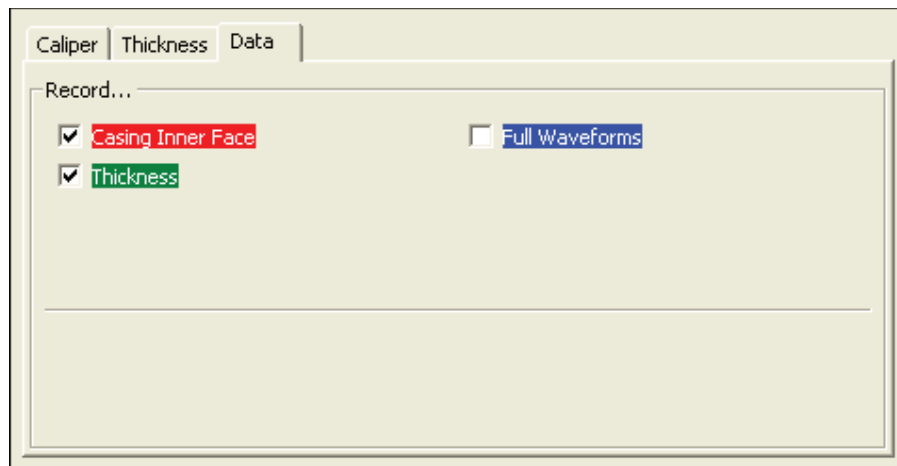 Caliper Thickness Data
Record...
Casing Inner Face Full Waveforms
Thickness